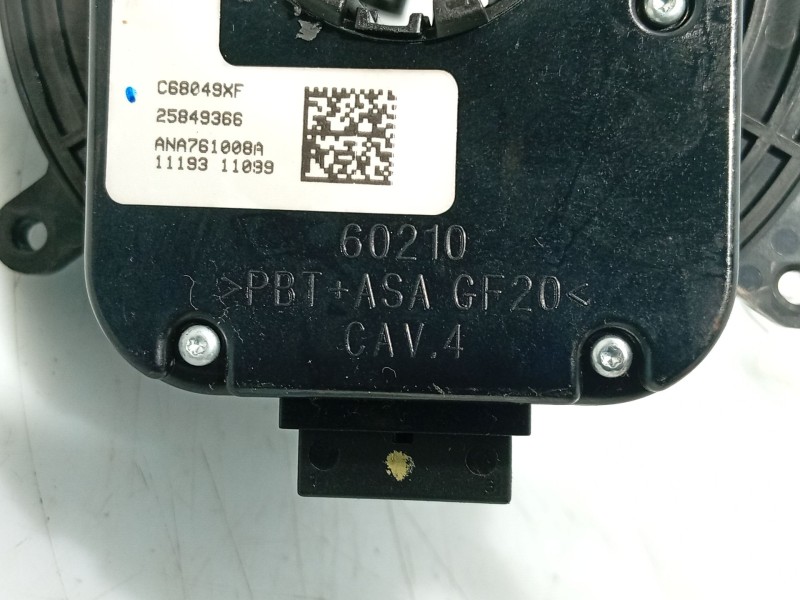 C68049XF
25849366
ANA761008A
11193 11099
60210
>PBT+ASA GF20<
CAV.4